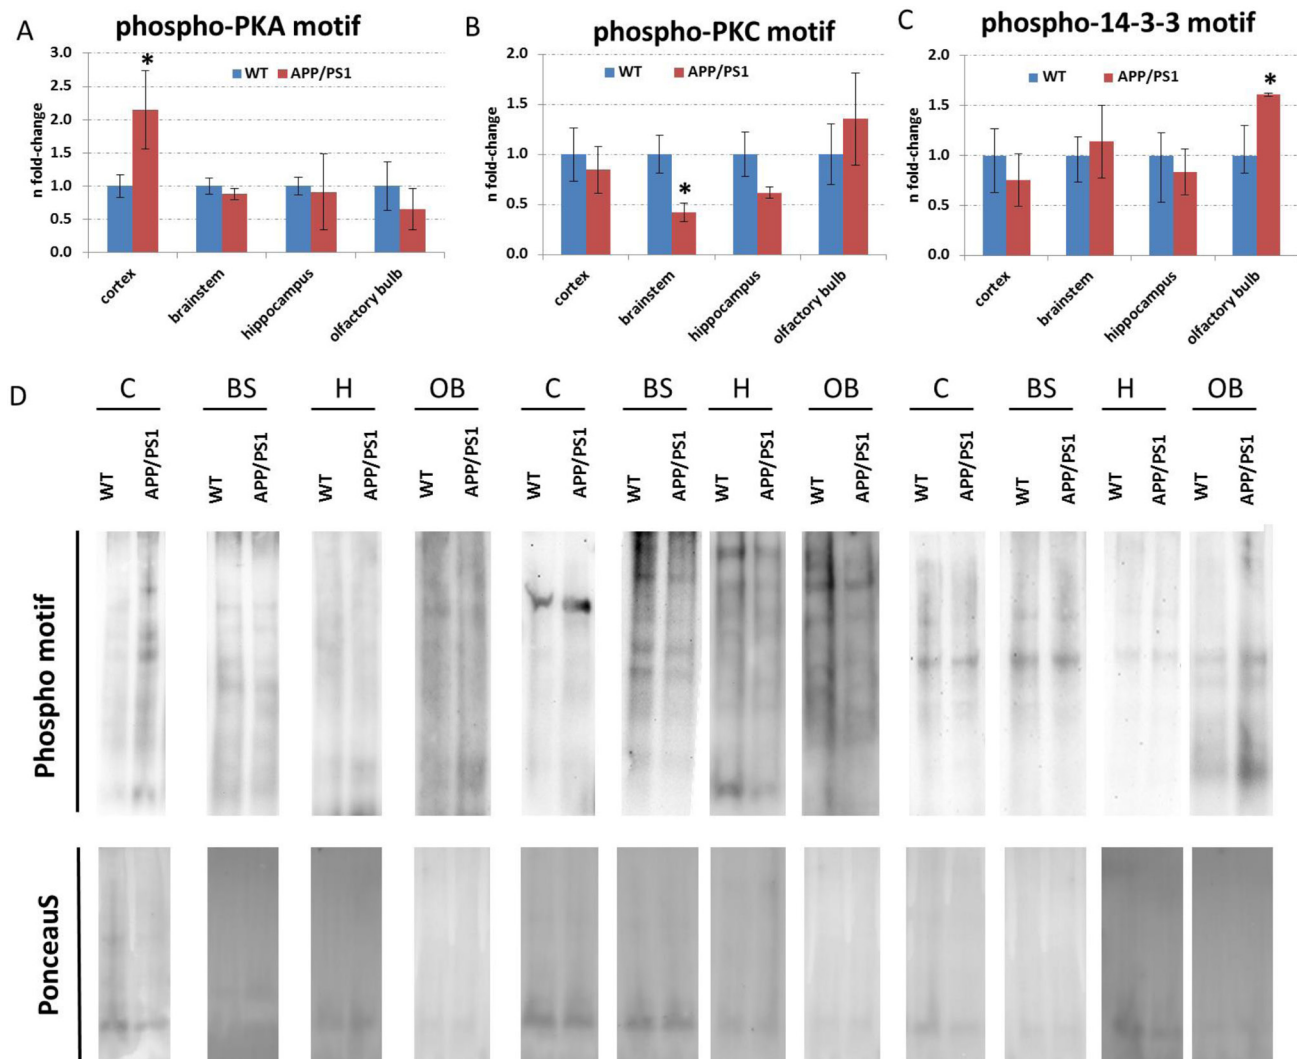 A phospho-PKA motif
n fold-change
3.0
2.5
2.0
1.5
1.0
0.5
0.0
WT APP/PS1
*
cortex brainstem hippocampus olfactory bulb
B phospho-PKC motif
n fold-change
2.0
1.5
1.0
0.5
0.0
WT APP/PS1
*
cortex brainstem hippocampus olfactory bulb
C phospho-14-3-3 motif
n fold-change
2.0
1.5
1.0
0.5
0.0
WT APP/PS1
*
cortex brainstem hippocampus olfactory bulb
D C BS H OB C BS H OB C BS H OB
WT APP/PS1 WT APP/PS1 WT APP/PS1 WT APP/PS1 WT APP/PS1 WT APP/PS1 WT APP/PS1 WT APP/PS1 WT APP/PS1 WT APP/PS1 WT APP/PS1 WT APP/PS1
Phospho motif
PonceauS